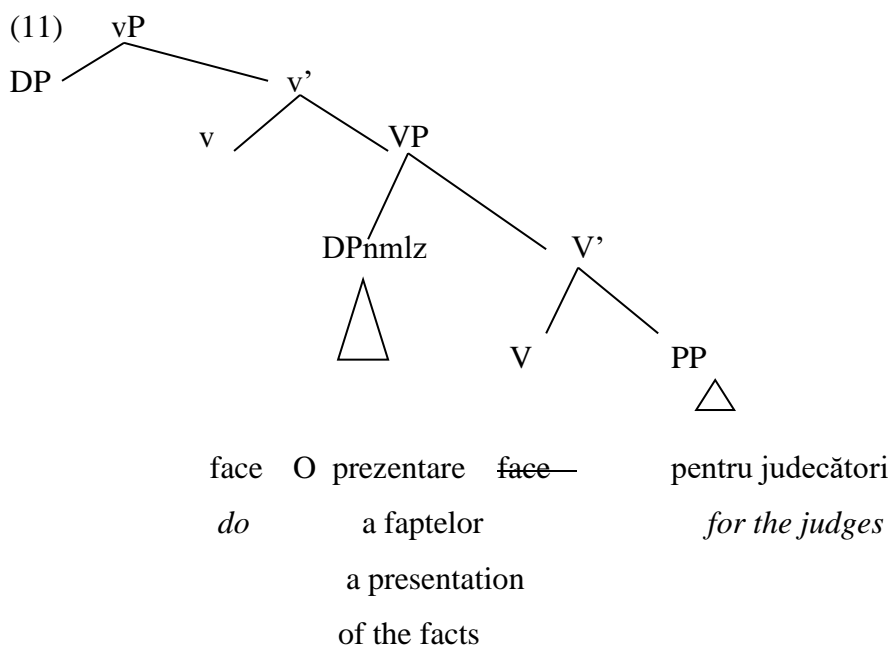 (11) vP
DP v’
v VP
DPnmlz V’
V PP
face O prezentare face pentru judecători
do a faptelor for the judges
a presentation
of the facts